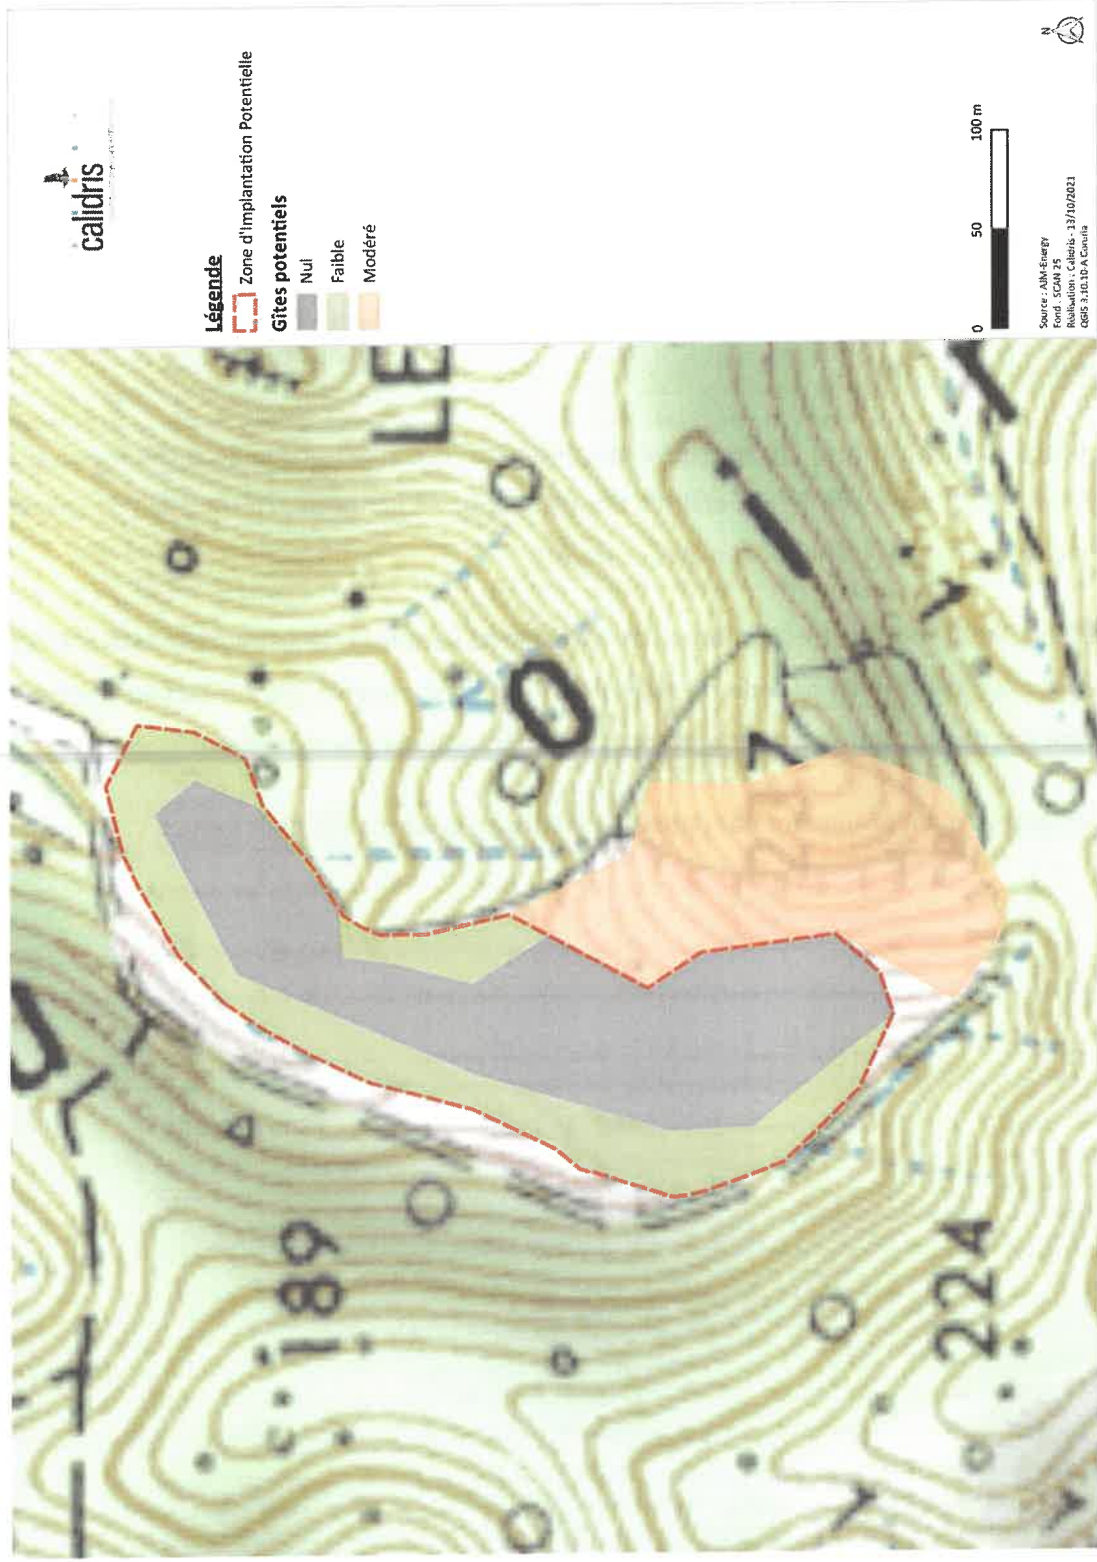 calidris
Légende
Zone d'Implantation Potentielle
Gîtes potentiels
Nul
Faible
Modéré
0 50 100 m
Source : AJM-Energy
Fond : SCAN 25
Réalisation : Calidris - 13/10/2021
QGIS 3.10.10-A Coruña
N
LE
O
189
224